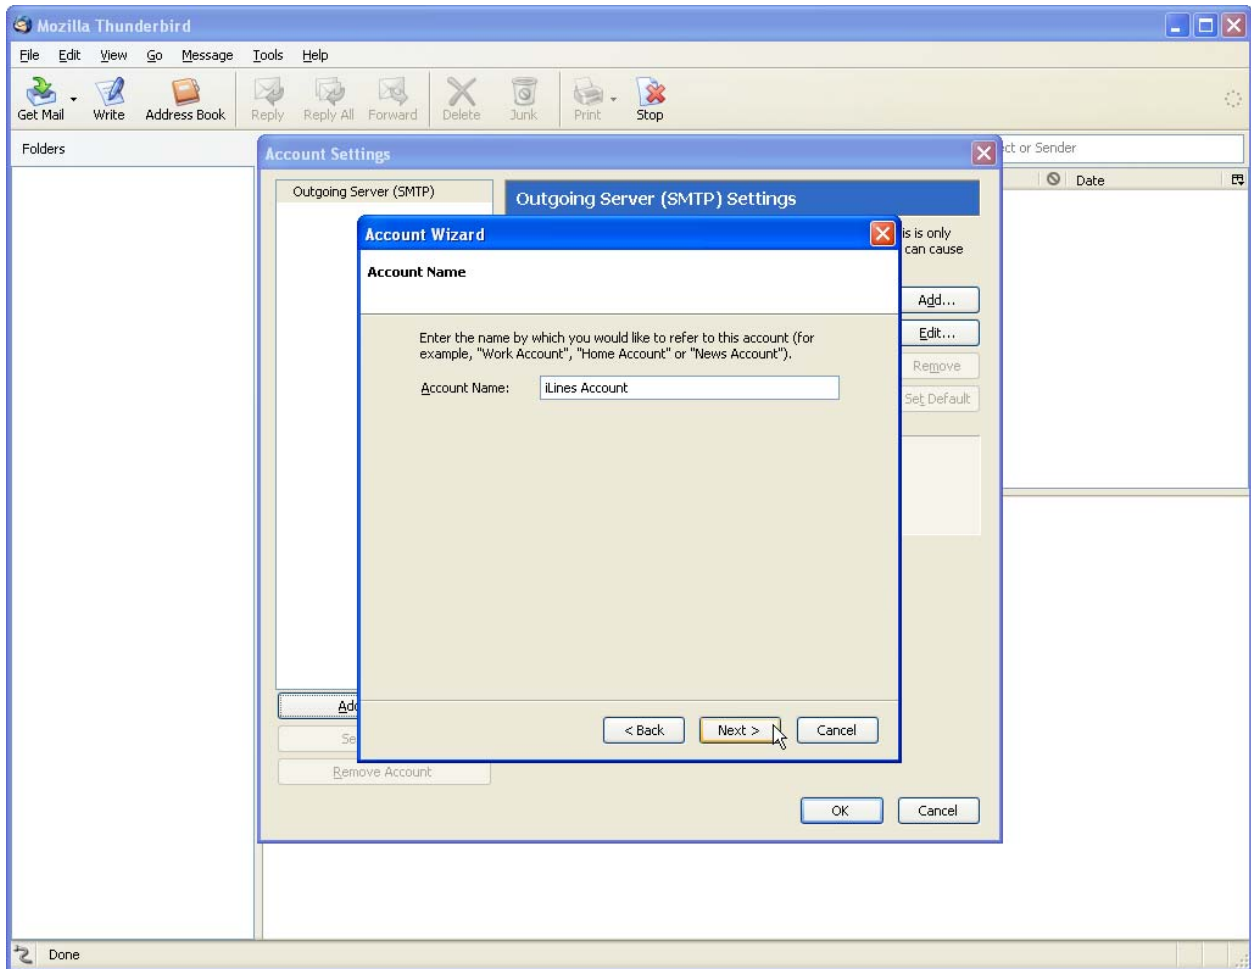 Mozilla Thunderbird
File Edit View Go Message Tools Help
Get Mail Write Address Book Reply Reply All Forward Delete Junk Print Stop
Folders
ct or Sender
Date
Account Settings
Outgoing Server (SMTP)
Outgoing Server (SMTP) Settings
is is only
can cause
Add...
Edit...
Remove
Set Default
Account Wizard
Account Name
Enter the name by which you would like to refer to this account (for
example, "Work Account", "Home Account" or "News Account").
Account Name: iLines Account
< Back Next > Cancel
Add
Se
Remove Account
OK Cancel
Done